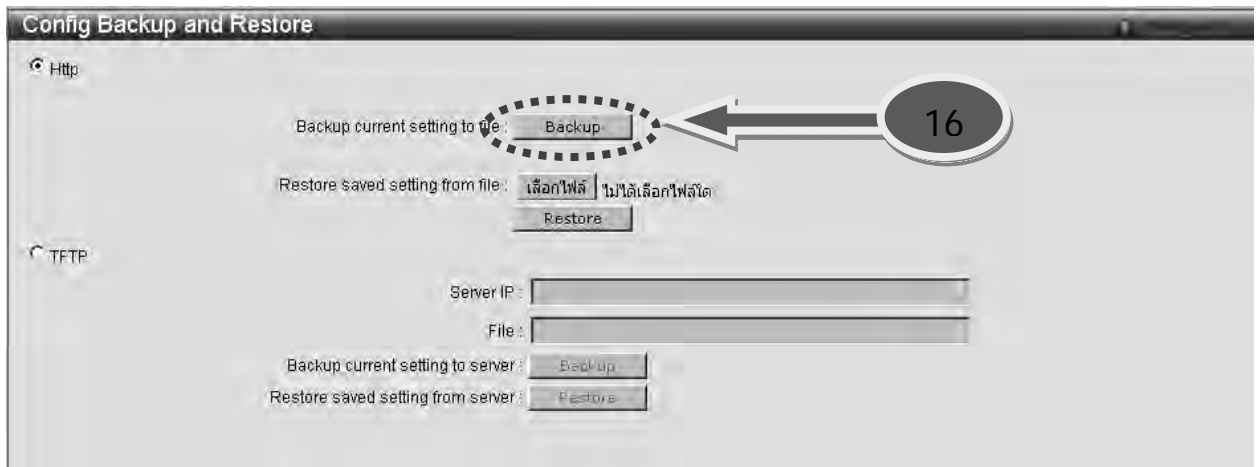 Config Backup and Restore
Http
Backup current setting to file : Backup
16
Restore saved setting from file : เลือกไฟล์ ไม่ได้เลือกไฟล์ใด
Restore
TFTP
Server IP :
File :
Backup current setting to server : Backup
Restore saved setting from server : Restore